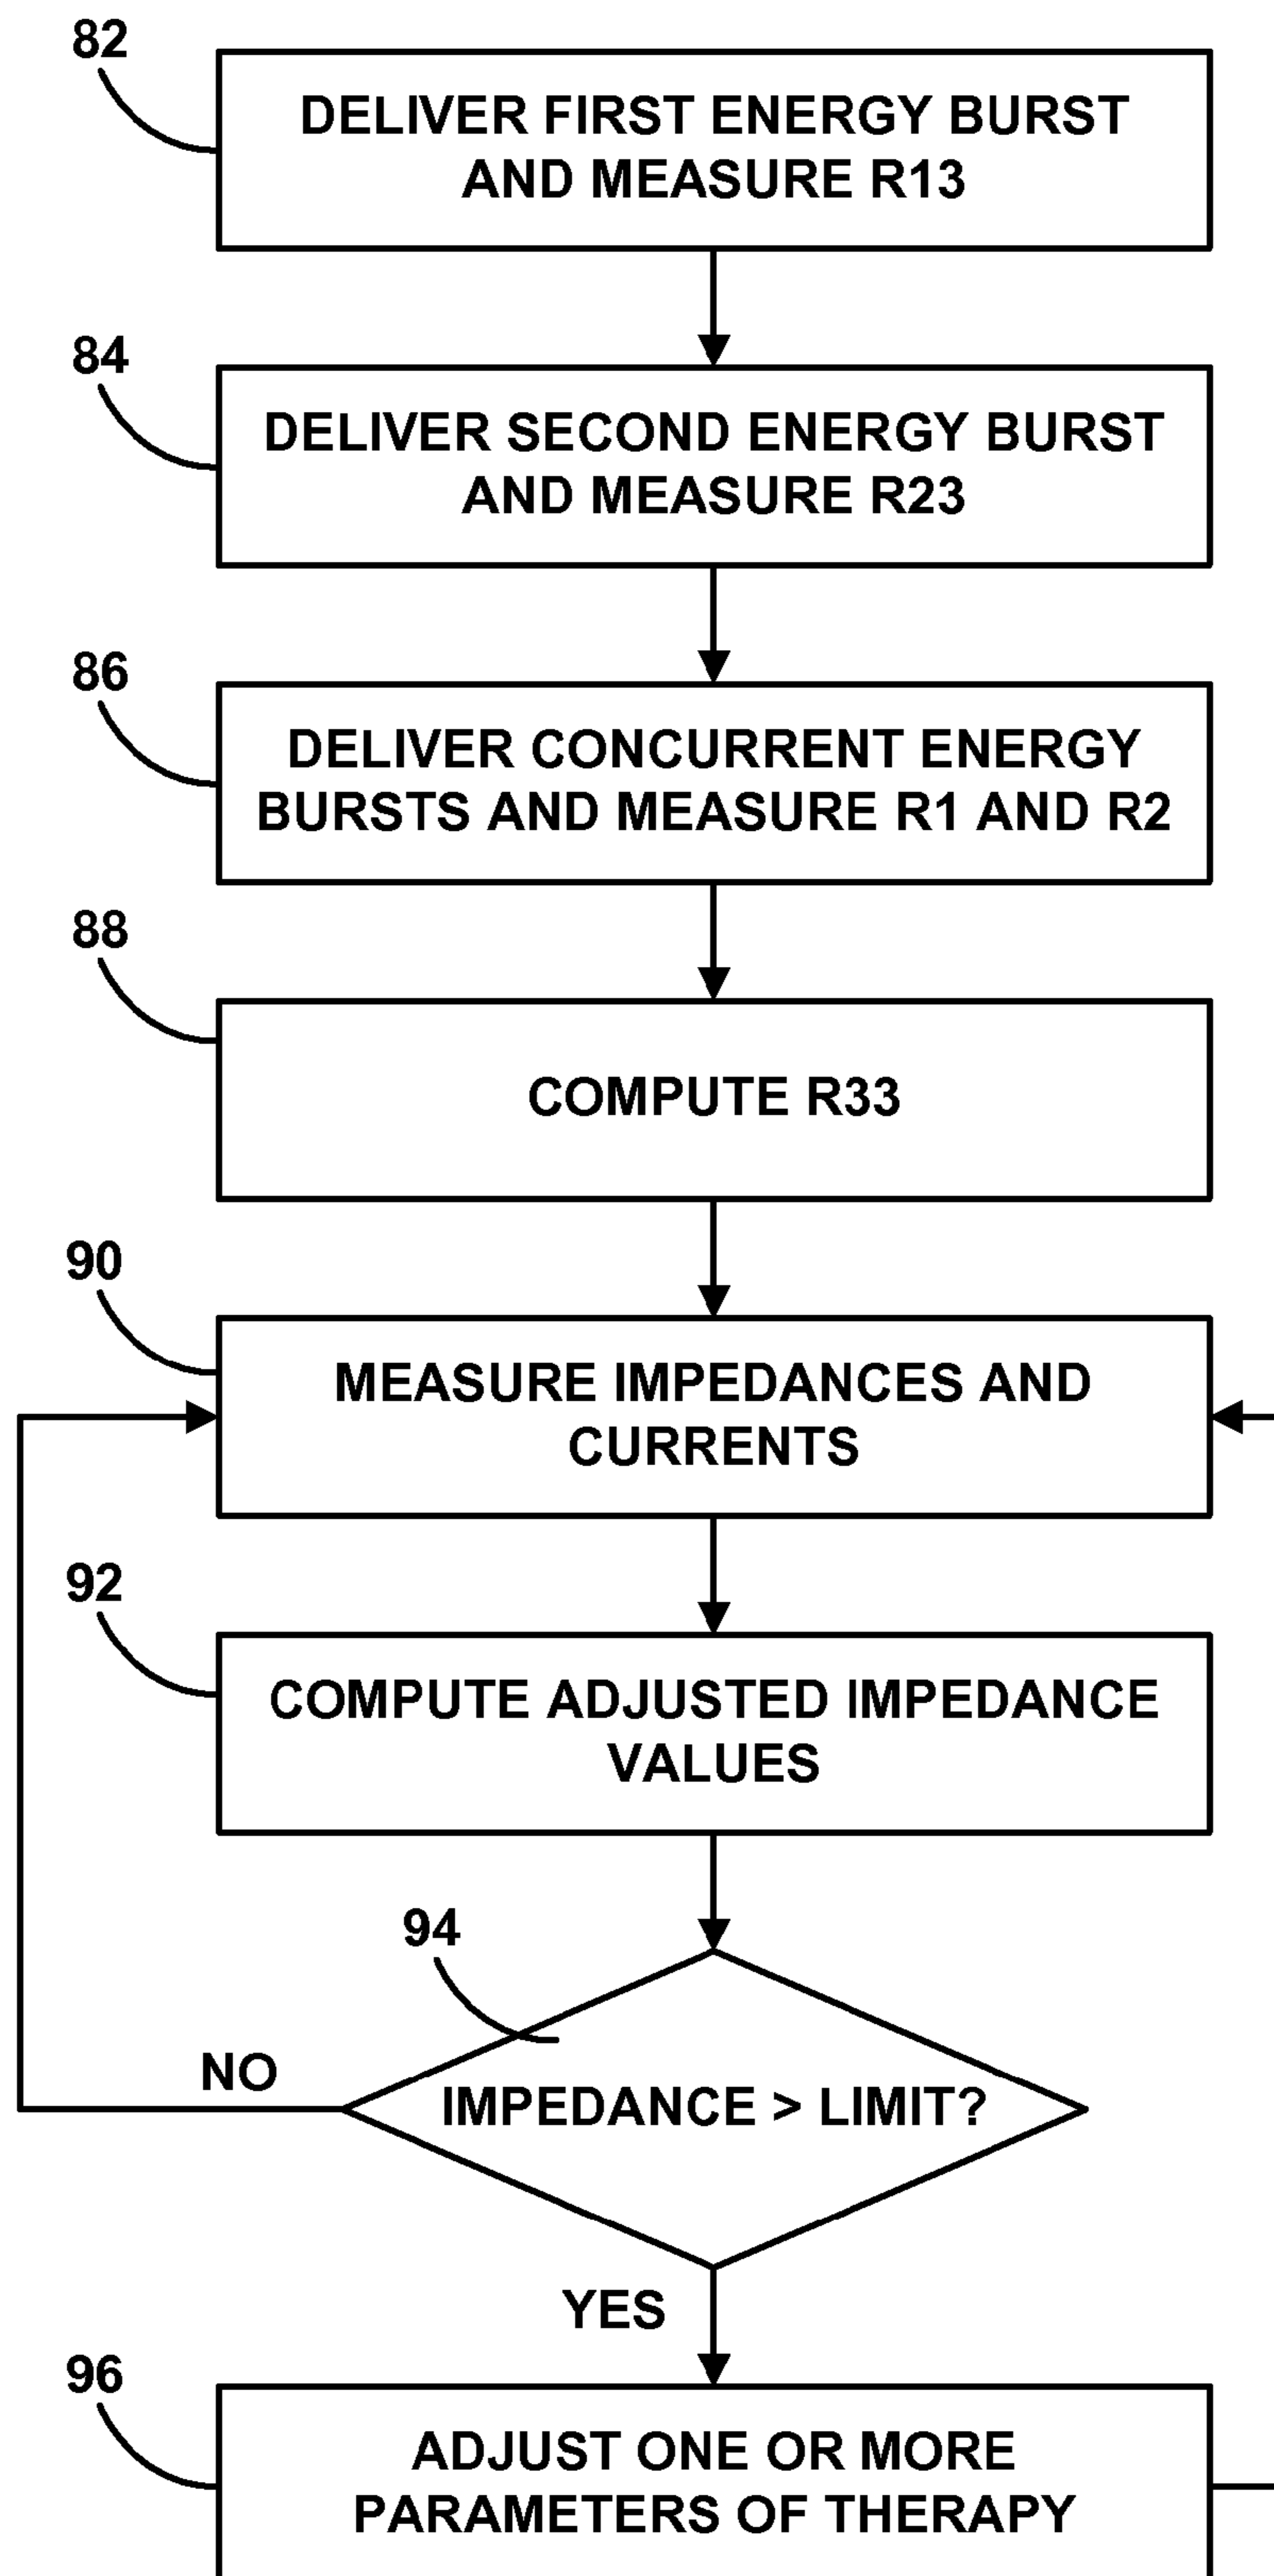 82
DELIVER FIRST ENERGY BURST
AND MEASURE R13
84
DELIVER SECOND ENERGY BURST
AND MEASURE R23
86
DELIVER CONCURRENT ENERGY
BURSTS AND MEASURE R1 AND R2
88
COMPUTE R33
90
MEASURE IMPEDANCES AND
CURRENTS
92
COMPUTE ADJUSTED IMPEDANCE
VALUES
94
NO
IMPEDANCE > LIMIT?
YES
96
ADJUST ONE OR MORE
PARAMETERS OF THERAPY